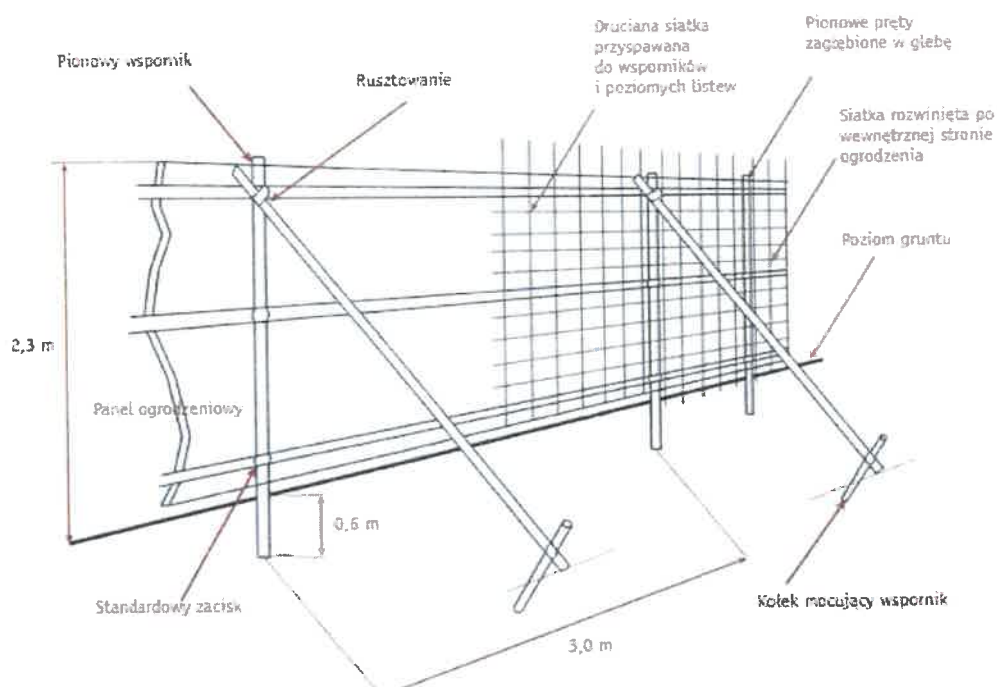 Druciana siatka
przyspawana
do wsporników
i poziomych listew
Pionowe pręty
zagłębione w glebę
Pionowy wspornik
Rusztowanie
Siatka rozwinięta po
wewnętrznej stronie
ogrodzenia
Poziom gruntu
2,3 m
Panel ogrodzeniowy
0,6 m
Standardowy zacisk
Kołek mocujący wspornik
3,0 m